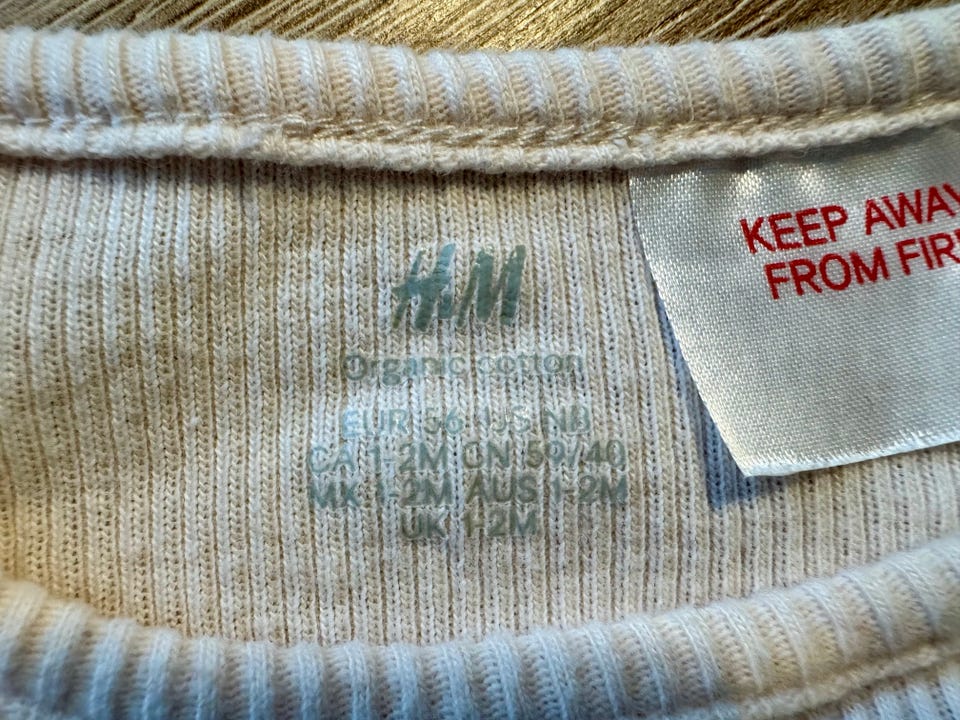 H&M
Organic cotton
EUR 56 US NB
CA 1-2M CN 59/40
MX 1-2M AUS 1-2M
UK 1-2M
KEEP AWAY
FROM FIR